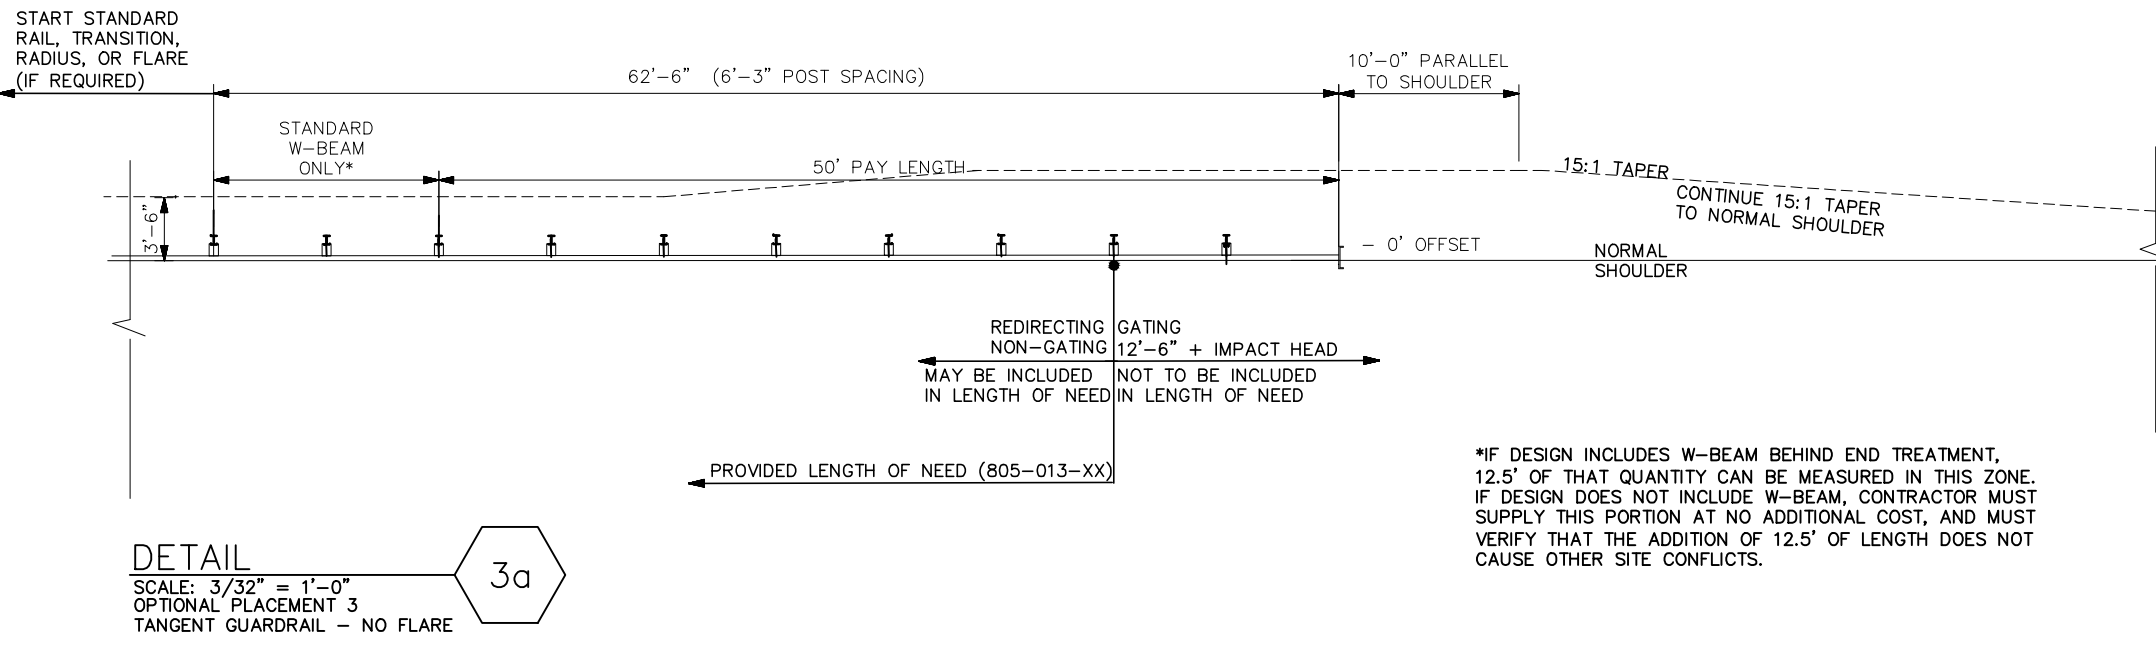 START STANDARD
RAIL, TRANSITION,
RADIUS, OR FLARE
(IF REQUIRED)
62'-6" (6'-3" POST SPACING)
10'-0" PARALLEL
TO SHOULDER
STANDARD
W-BEAM
ONLY*
50' PAY LENGTH
15:1 TAPER
CONTINUE 15:1 TAPER
TO NORMAL SHOULDER
3'-6"
- 0' OFFSET
NORMAL
SHOULDER
REDIRECTING
NON-GATING
GATING
12'-6" + IMPACT HEAD
MAY BE INCLUDED
IN LENGTH OF NEED
NOT TO BE INCLUDED
IN LENGTH OF NEED
PROVIDED LENGTH OF NEED (805-013-XX)
*IF DESIGN INCLUDES W-BEAM BEHIND END TREATMENT,
12.5' OF THAT QUANTITY CAN BE MEASURED IN THIS ZONE.
IF DESIGN DOES NOT INCLUDE W-BEAM, CONTRACTOR MUST
SUPPLY THIS PORTION AT NO ADDITIONAL COST, AND MUST
VERIFY THAT THE ADDITION OF 12.5' OF LENGTH DOES NOT
CAUSE OTHER SITE CONFLICTS.
DETAIL
3a
SCALE: 3/32" = 1'-0"
OPTIONAL PLACEMENT 3
TANGENT GUARDRAIL - NO FLARE